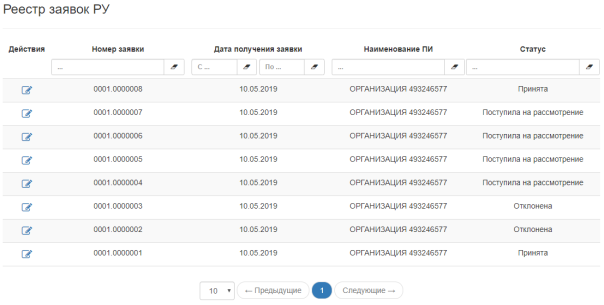 Реестр заявок РУ
Действия Номер заявки Дата получения заявки Наименование ПИ Статус
... С ... По ... ... ...
0001.0000008 10.05.2019 ОРГАНИЗАЦИЯ 493246577 Принята
0001.0000007 10.05.2019 ОРГАНИЗАЦИЯ 493246577 Поступила на рассмотрение
0001.0000006 10.05.2019 ОРГАНИЗАЦИЯ 493246577 Поступила на рассмотрение
0001.0000005 10.05.2019 ОРГАНИЗАЦИЯ 493246577 Поступила на рассмотрение
0001.0000004 10.05.2019 ОРГАНИЗАЦИЯ 493246577 Поступила на рассмотрение
0001.0000003 10.05.2019 ОРГАНИЗАЦИЯ 493246577 Отклонена
0001.0000002 10.05.2019 ОРГАНИЗАЦИЯ 493246577 Отклонена
0001.0000001 10.05.2019 ОРГАНИЗАЦИЯ 493246577 Принята
10 ← Предыдущие 1 Следующие →